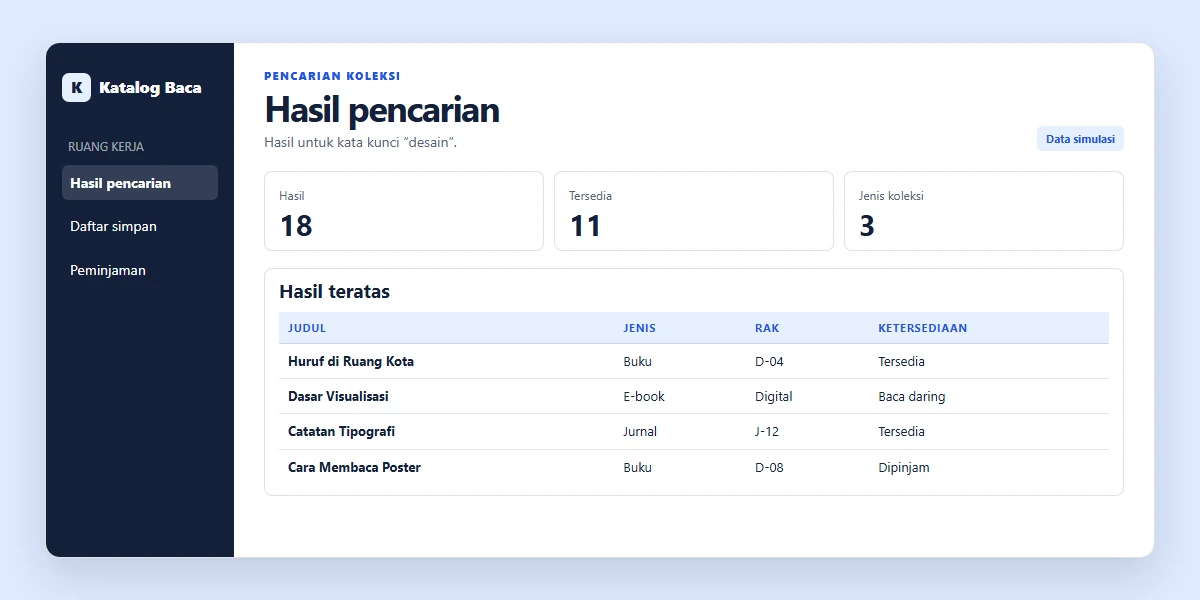 K Katalog Baca
RUANG KERJA
Hasil pencarian
Daftar simpan
Peminjaman
PENCARIAN KOLEKSI
Hasil pencarian
Hasil untuk kata kunci “desain”.
Data simulasi
Hasil
18
Tersedia
11
Jenis koleksi
3
Hasil teratas
JUDUL JENIS RAK KETERSEDIAAN
Huruf di Ruang Kota Buku D-04 Tersedia
Dasar Visualisasi E-book Digital Baca daring
Catatan Tipografi Jurnal J-12 Tersedia
Cara Membaca Poster Buku D-08 Dipinjam